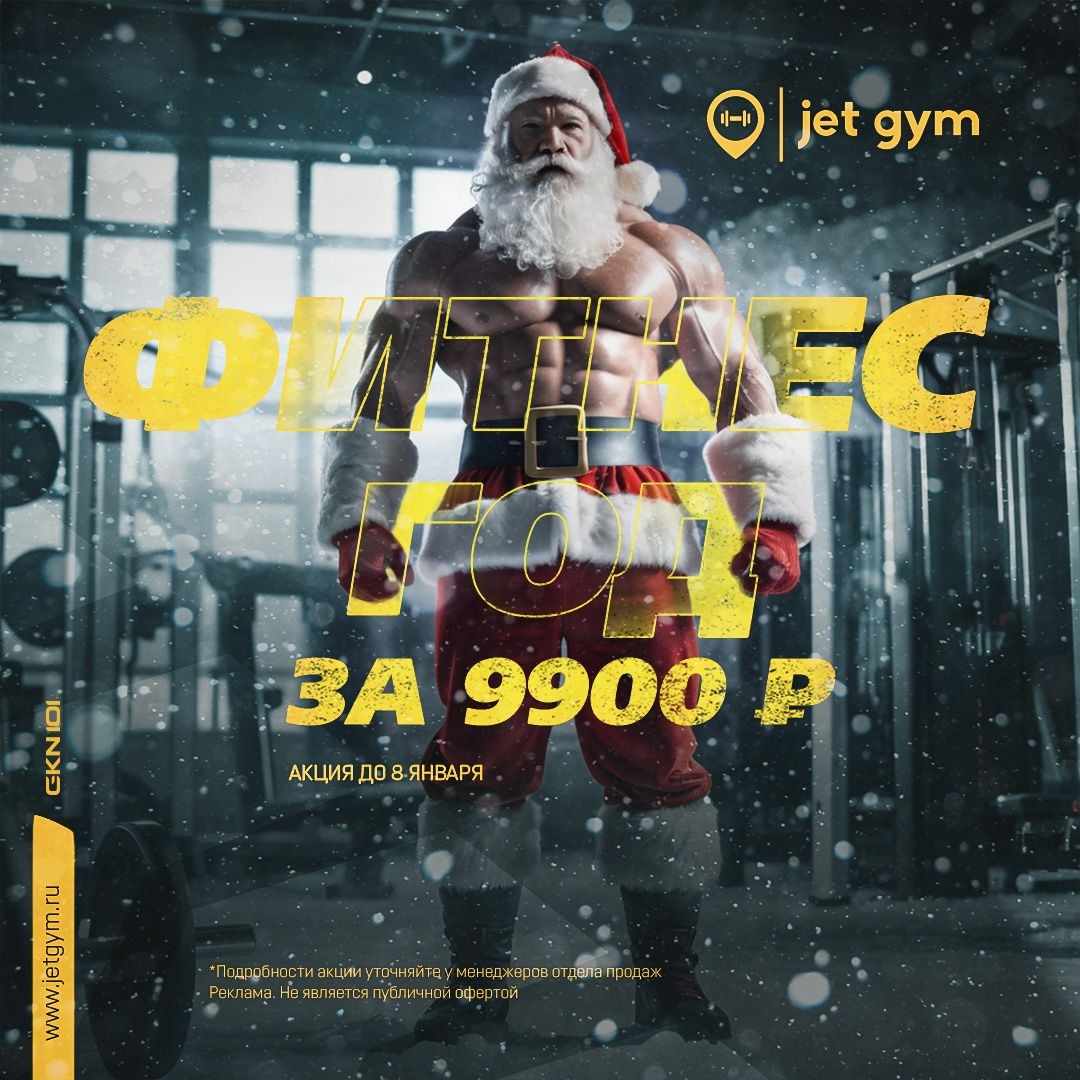 jet gym
ФИТНЕС
ГОД
ЗА 9900 ₽
АКЦИЯ ДО 8 ЯНВАРЯ
GKN101
www.jetgym.ru
*Подробности акции уточняйте у менеджеров отдела продаж
Реклама. Не является публичной офертой